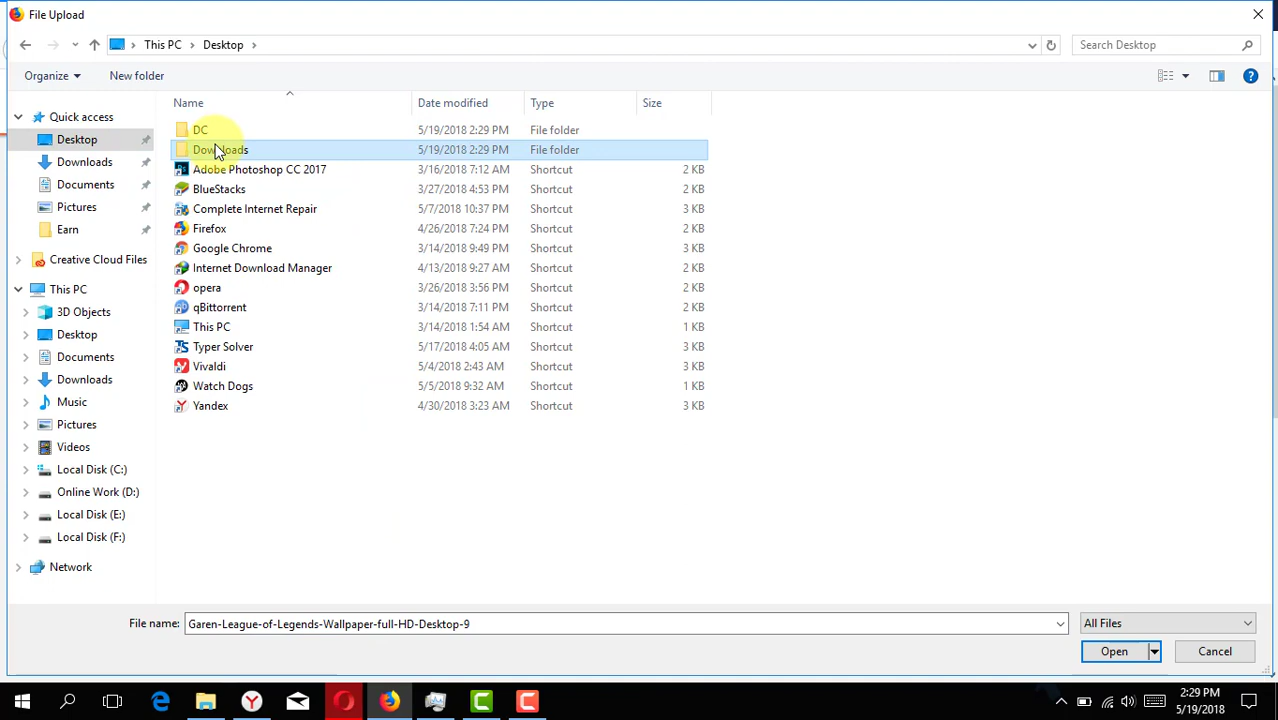 File Upload
This PC
Desktop
Search Desktop
Organize
New folder
Name
Date modified
Type
Size
Quick access
Desktop
Downloads
Documents
Pictures
Earn
Creative Cloud Files
This PC
3D Objects
Desktop
Documents
Downloads
Music
Pictures
Videos
Local Disk (C:)
Online Work (D:)
Local Disk (E:)
Local Disk (F:)
Network
DC 5/19/2018 2:29 PM File folder
Downloads 5/19/2018 2:29 PM File folder
Adobe Photoshop CC 2017 3/16/2018 7:12 AM Shortcut 2 KB
BlueStacks 3/27/2018 4:53 PM Shortcut 2 KB
Complete Internet Repair 5/7/2018 10:37 PM Shortcut 3 KB
Firefox 4/26/2018 7:24 PM Shortcut 2 KB
Google Chrome 3/14/2018 9:49 PM Shortcut 3 KB
Internet Download Manager 4/13/2018 9:27 AM Shortcut 2 KB
opera 3/26/2018 3:56 PM Shortcut 2 KB
qBittorrent 3/14/2018 7:11 PM Shortcut 2 KB
This PC 3/14/2018 1:54 AM Shortcut 1 KB
Typer Solver 5/17/2018 4:05 AM Shortcut 3 KB
Vivaldi 5/4/2018 2:43 AM Shortcut 3 KB
Watch Dogs 5/5/2018 9:32 AM Shortcut 1 KB
Yandex 4/30/2018 3:23 AM Shortcut 3 KB
File name: Garen-League-of-Legends-Wallpaper-full-HD-Desktop-9
All Files
Open
Cancel
2:29 PM
5/19/2018